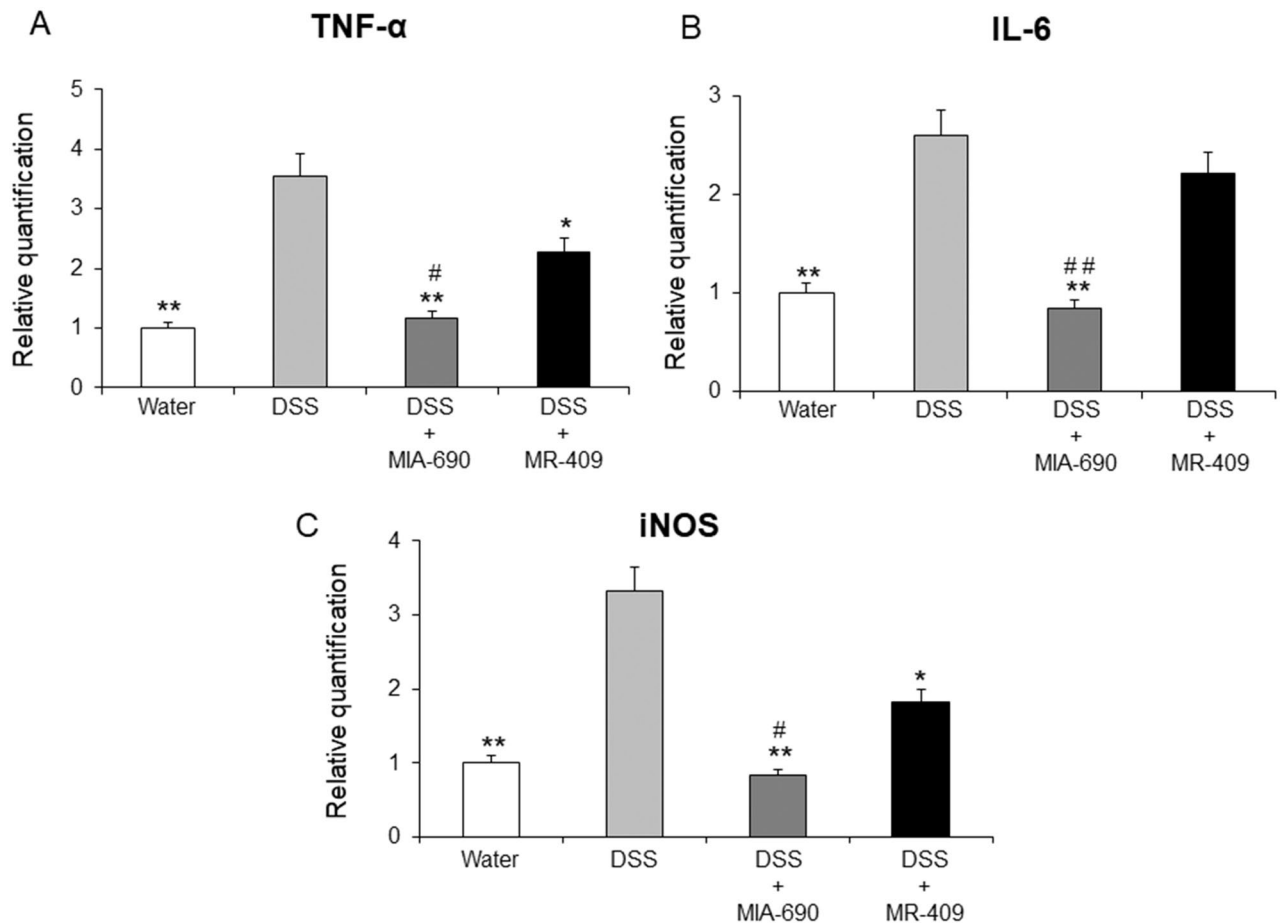 A
TNF-α
Relative quantification
5
4
3
2
1
0
**
#
**
*
Water
DSS
DSS
+
MIA-690
DSS
+
MR-409
B
IL-6
Relative quantification
3
2
1
0
**
##
**
Water
DSS
DSS
+
MIA-690
DSS
+
MR-409
C
iNOS
Relative quantification
4
3
2
1
0
**
#
**
*
Water
DSS
DSS
+
MIA-690
DSS
+
MR-409